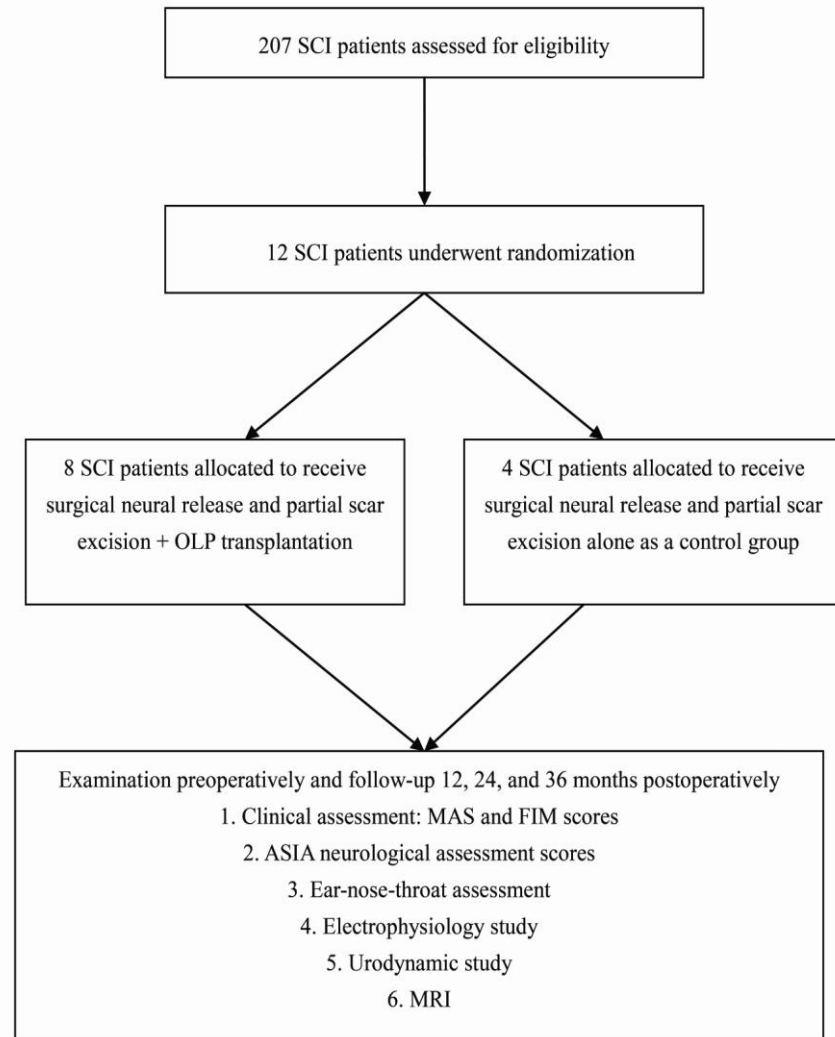 207 SCI patients assessed for eligibility
12 SCI patients underwent randomization
8 SCI patients allocated to receive
surgical neural release and partial scar
excision + OLP transplantation
4 SCI patients allocated to receive
surgical neural release and partial scar
excision alone as a control group
Examination preoperatively and follow-up 12, 24, and 36 months postoperatively
1. Clinical assessment: MAS and FIM scores
2. ASIA neurological assessment scores
3. Ear-nose-throat assessment
4. Electrophysiology study
5. Urodynamic study
6. MRI